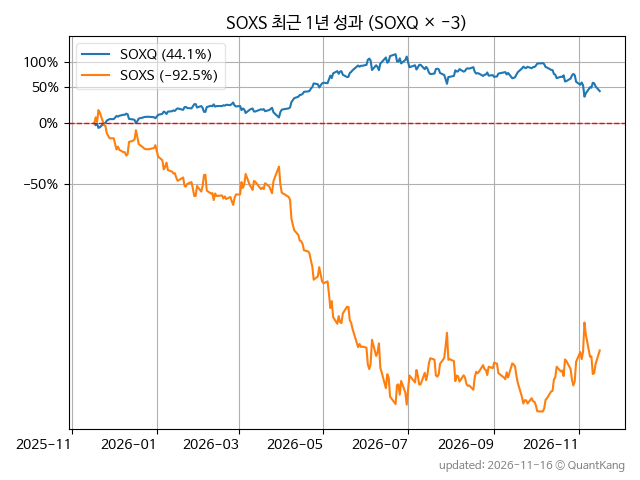 SOXS 최근 1년 성과 (SOXQ × −3)
SOXQ (44.1%)
SOXS (−92.5%)
100%
50%
0%
−50%
2025-11 2026-01 2026-03 2026-05 2026-07 2026-09 2026-11
updated: 2026-11-16 © QuantKang